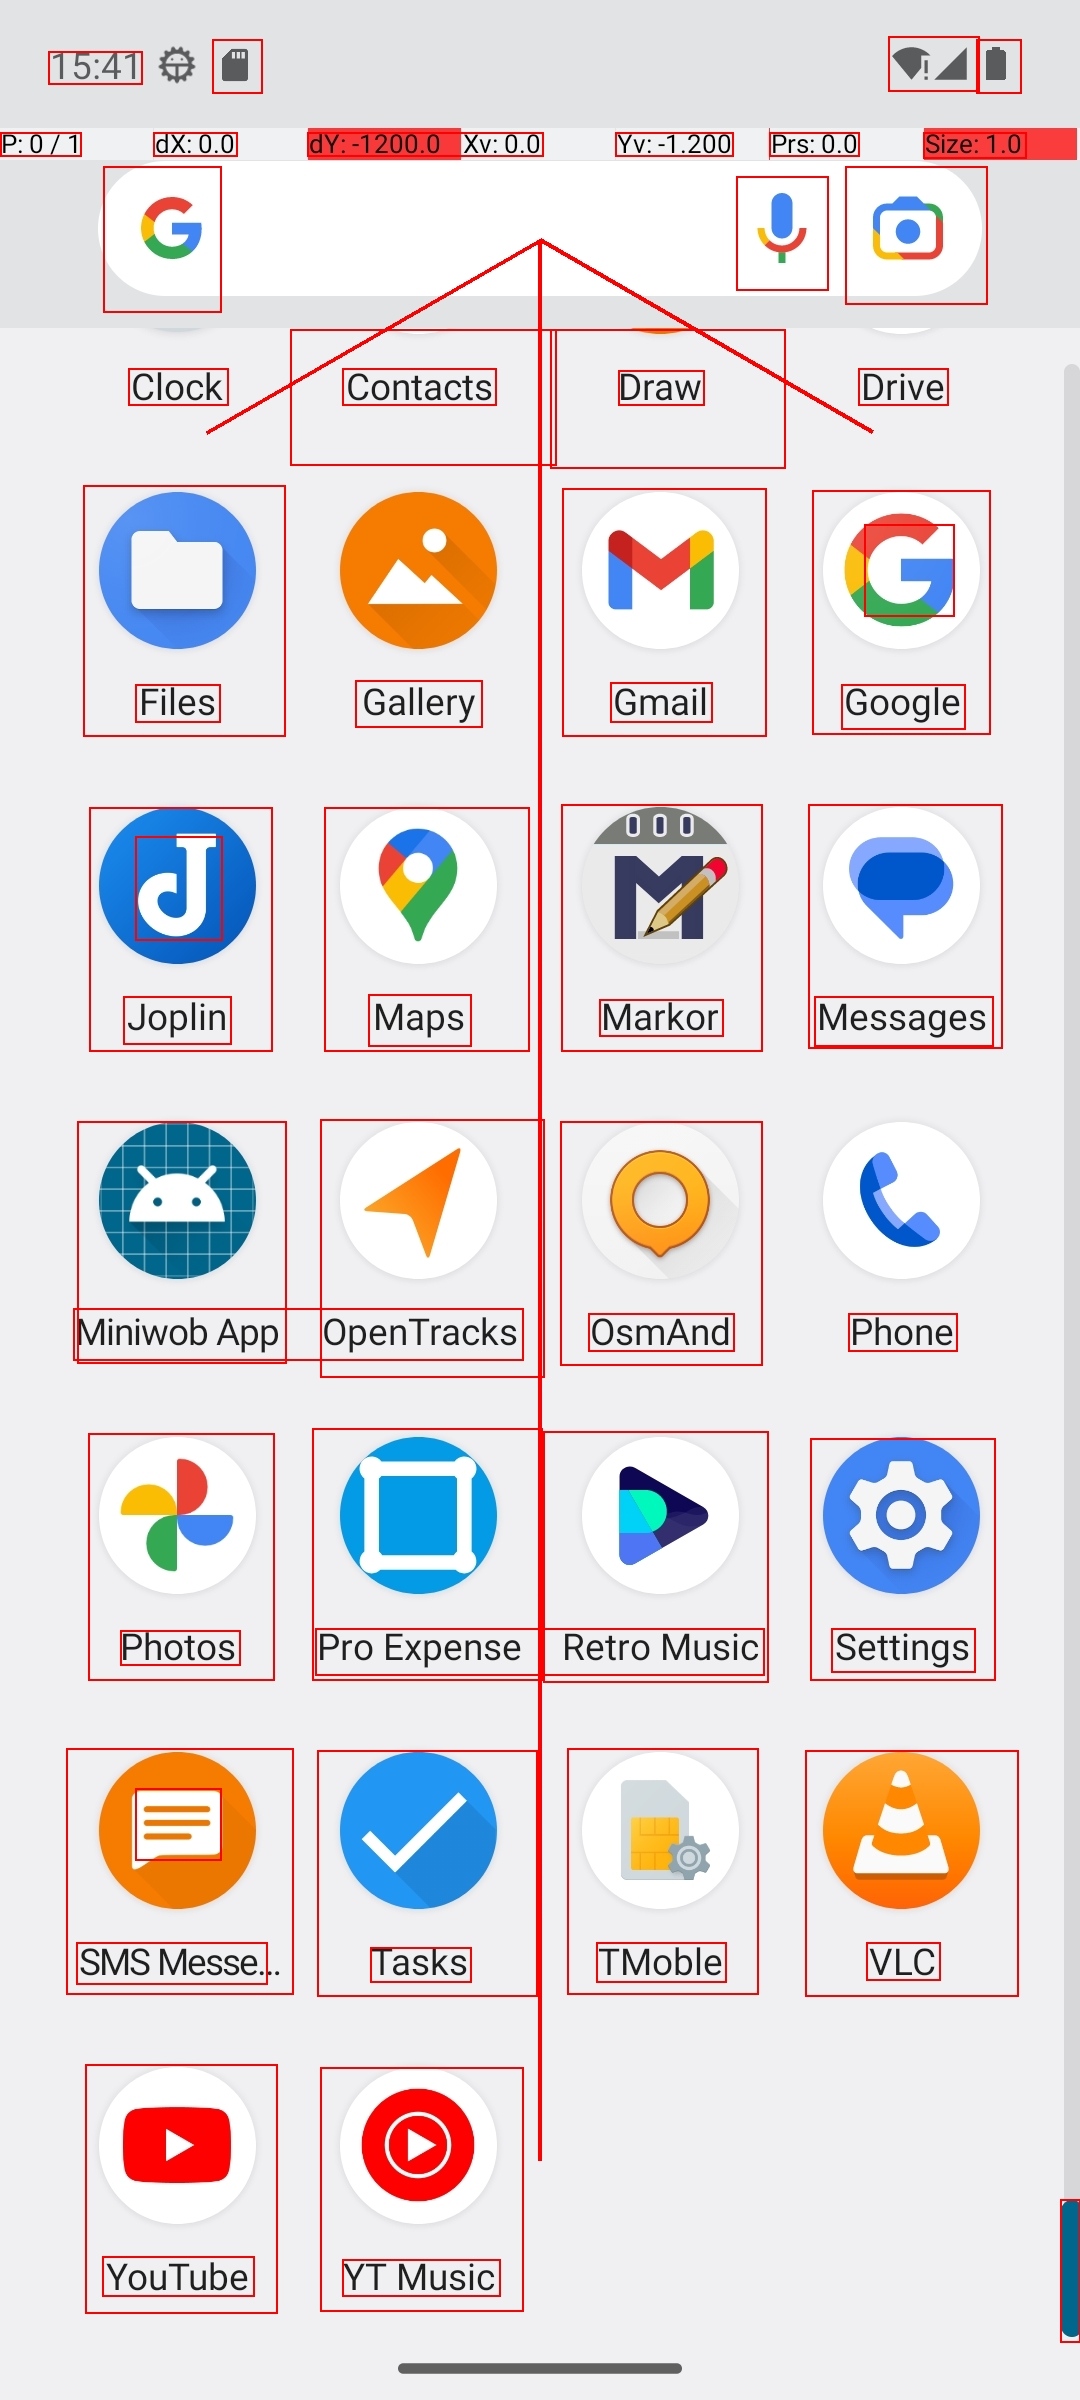 15:41
P: 0 / 1 dX: 0.0 dY: -1200.0 Xv: 0.0 Yv: -1.200 Prs: 0.0 Size: 1.0
Clock Contacts Draw Drive
Files Gallery Gmail Google
Joplin Maps Markor Messages
Miniwob App OpenTracks OsmAnd Phone
Photos Pro Expense Retro Music Settings
SMS Messe... Tasks TMoble VLC
YouTube YT Music